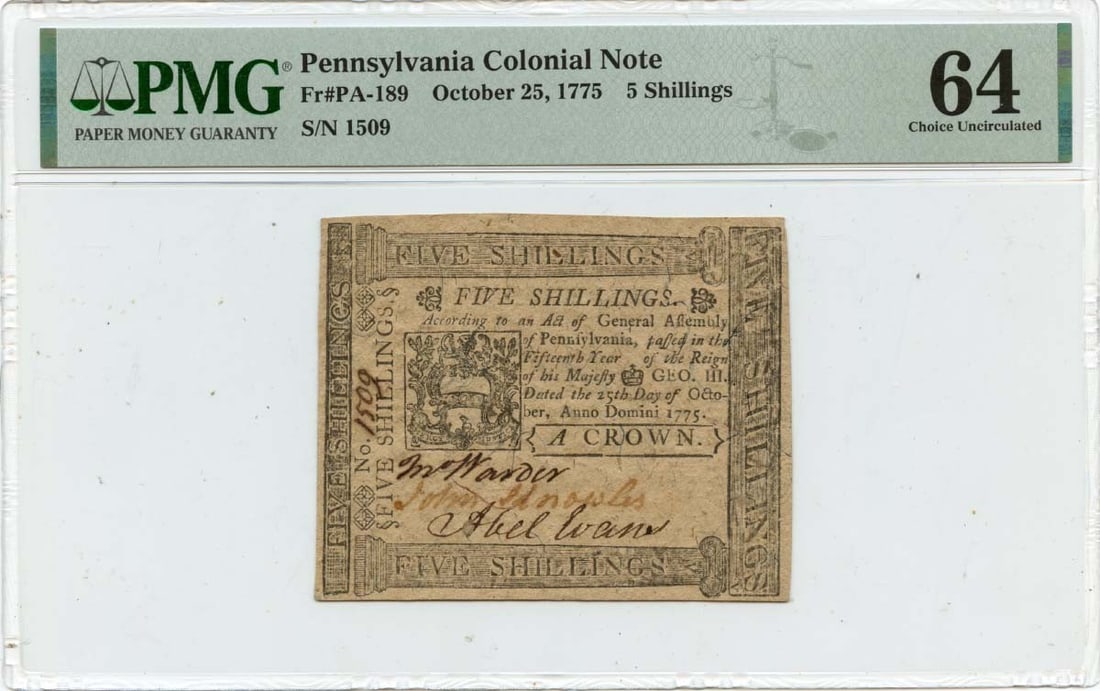 PMG®
PAPER MONEY GUARANTY
Pennsylvania Colonial Note
Fr#PA-189 October 25, 1775 5 Shillings
S/N 1509
64
Choice Uncirculated
FIVE SHILLINGS
FIVE SHILLINGS.
According to an Act of General Aſſembly
of Pennſylvania, paſſed in the
Fifteenth Year of the Reign
of his Majeſty GEO. III.
Dated the 25th Day of Octo-
ber, Anno Domini 1775.
{ A CROWN. }
FIVE SHILLINGS
No. 1509
§FIVE SHILLINGS.§
FIVE SHILLINGS
Abel Evans
FIVE SHILLINGS